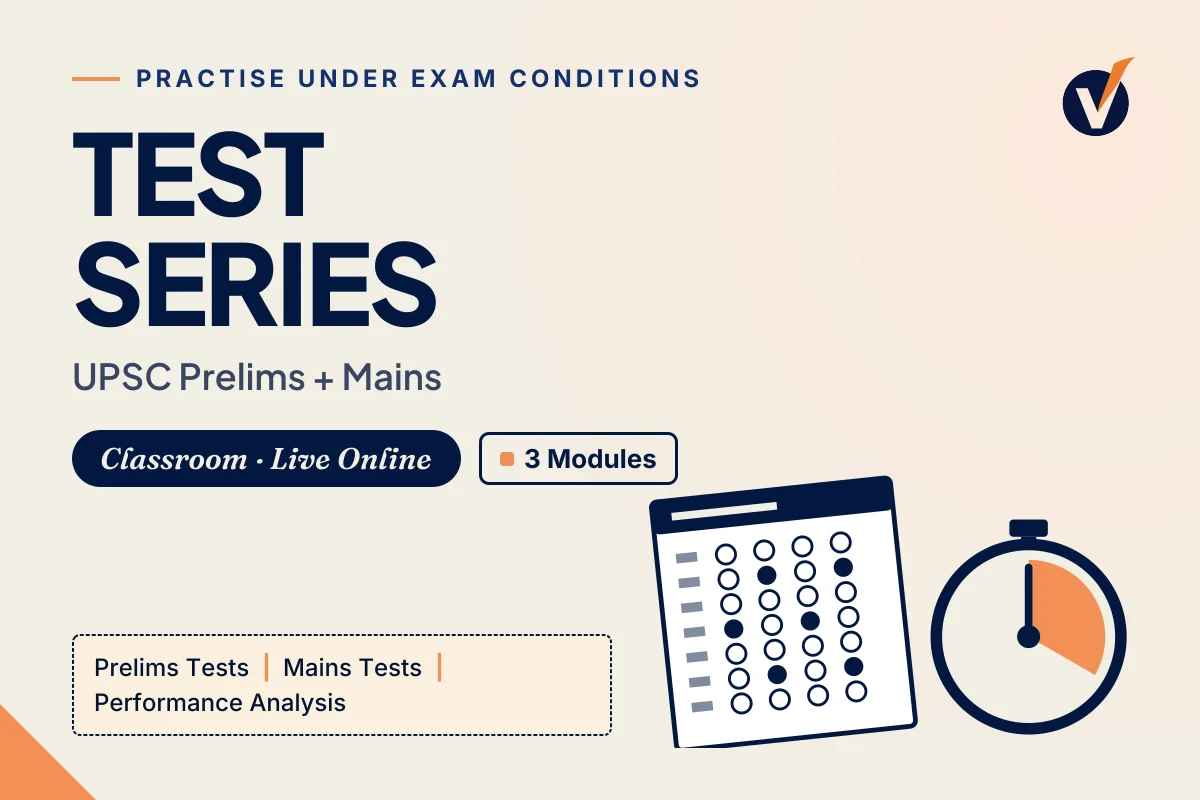 PRACTISE UNDER EXAM CONDITIONS
TEST
SERIES
UPSC Prelims + Mains
Classroom · Live Online
3 Modules
Prelims Tests | Mains Tests |
Performance Analysis